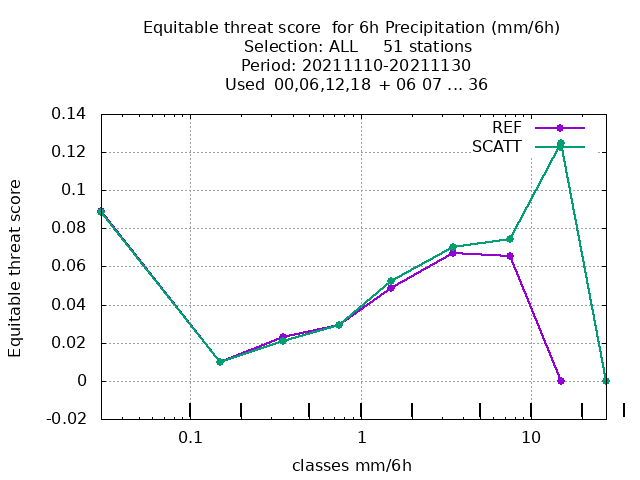 Equitable threat score  for 6h Precipitation (mm/6h)
Selection: ALL     51 stations
Period: 20211110-20211130
Used  00,06,12,18  + 06 07 ... 36
REF
SCATT
0.14
0.12
0.1
0.08
0.06
0.04
0.02
0
-0.02
Equitable threat score
0.1
1
10
classes mm/6h